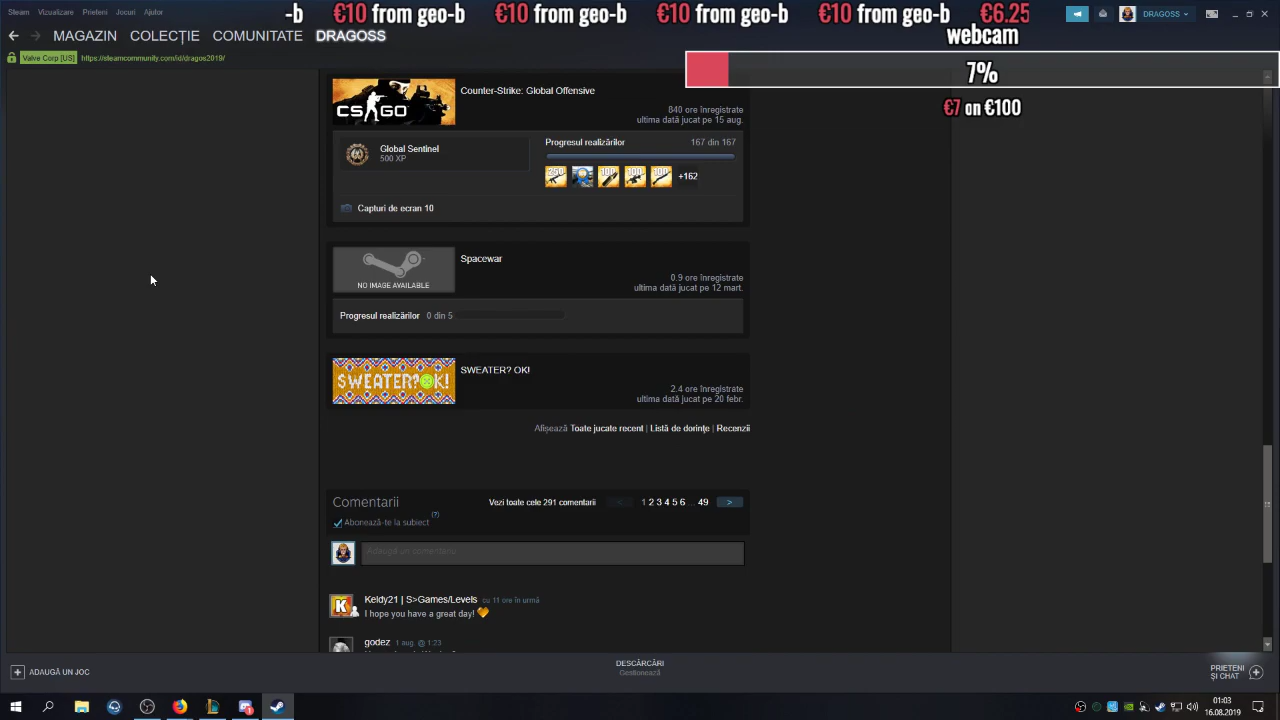 Steam Vizualizare Prieteni Jocuri Ajutor
-b €10 from geo-b €10 from geo-b €10 from geo-b €10 from geo-b €6.25
DRAGOSS
MAGAZIN COLECȚIE COMUNITATE DRAGOSS
webcam
Valve Corp [US] https://steamcommunity.com/id/dragos2019/
7%
€7 on €100
CS GO
Counter-Strike: Global Offensive
840 ore înregistrate
ultima dată jucat pe 15 aug.
Global Sentinel
500 XP
Progresul realizărilor 167 din 167
+162
Capturi de ecran 10
NO IMAGE AVAILABLE
Spacewar
0.9 ore înregistrate
ultima dată jucat pe 12 mart.
Progresul realizărilor 0 din 5
SWEATER? OK!
SWEATER? OK!
2.4 ore înregistrate
ultima dată jucat pe 20 febr.
Afișează Toate jucate recent | Listă de dorințe | Recenzii
Comentarii
Vezi toate cele 291 comentarii < 1 2 3 4 5 6 ... 49 >
Abonează-te la subiect (?)
Adaugă un comentariu
Keldy21 | S>Games/Levels cu 11 ore în urmă
I hope you have a great day!
godez 1 aug. @ 1:23
ADAUGĂ UN JOC
DESCĂRCĂRI
Gestionează
PRIETENI
ȘI CHAT
01:03
16.08.2019